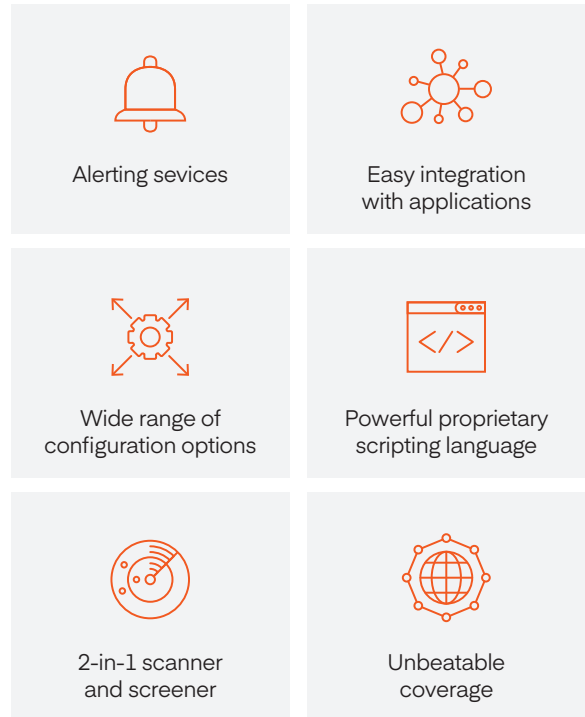 Alerting sevices
Easy integration
with applications
Wide range of
configuration options
Powerful proprietary
scripting language
2-in-1 scanner
and screener
Unbeatable
coverage